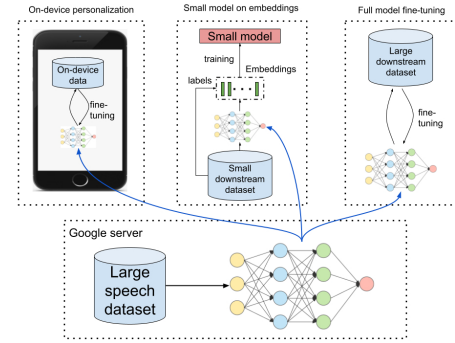 On-device personalization
Small model on embeddings
Full model fine-tuning
On-device
data
fine-
tuning
Small model
training
Embeddings
labels
Small
downstream
dataset
Large
downstream
dataset
fine-
tuning
Google server
Large
speech
dataset